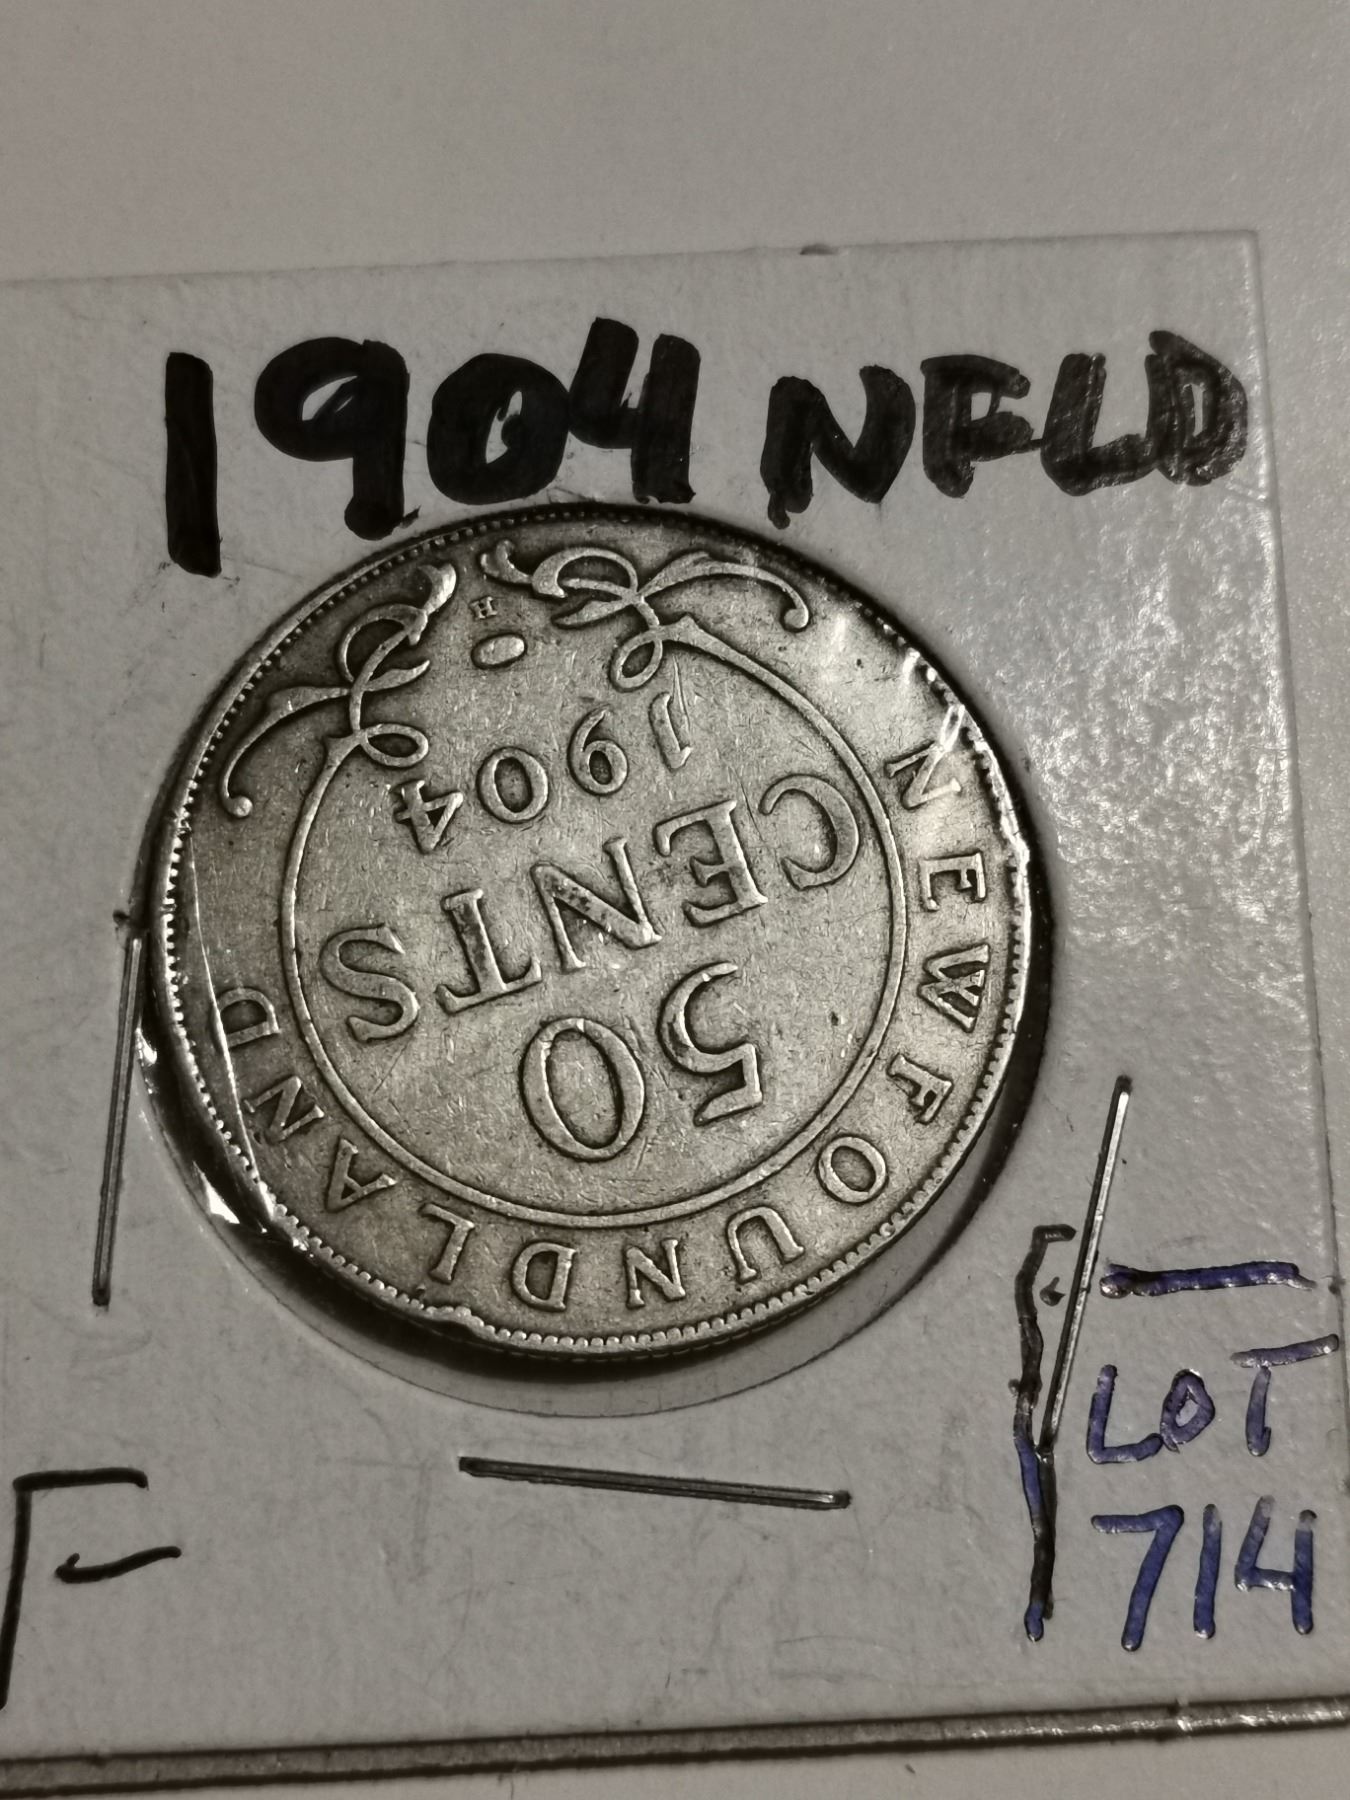 1904 NFLD
H
1904
CENTS
50
NEWFOUNDLAND
F
LOT
714